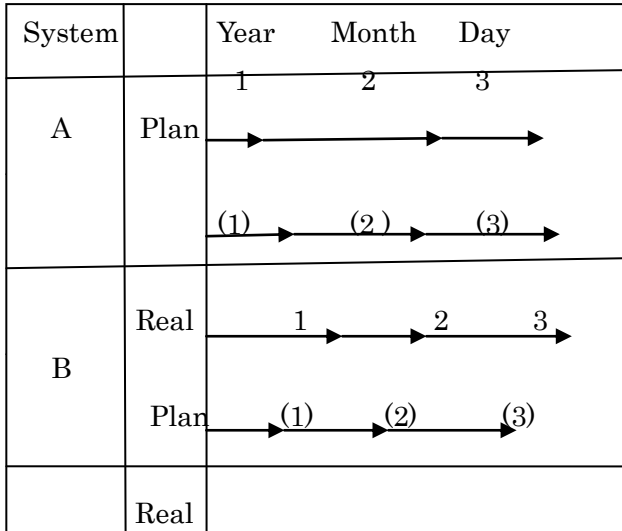 System Year Month Day
1 2 3
A Plan
(1) (2 ) (3)
Real 1 2 3
B
Plan (1) (2) (3)
Real